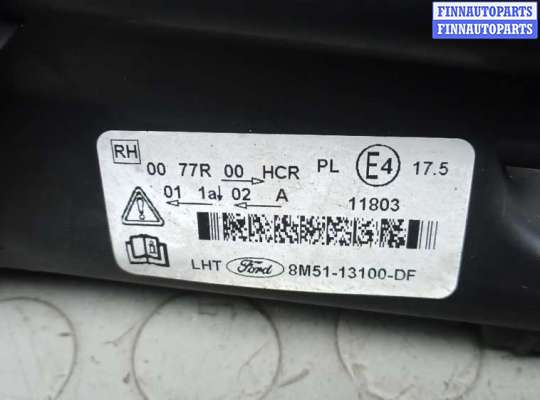 FINNAUTOPARTS
FINNAUTOPARTS
RH
00 77R 00 HCR PL E4 17.5
01 1a 02 A 11803
LHT Ford 8M51-13100-DF